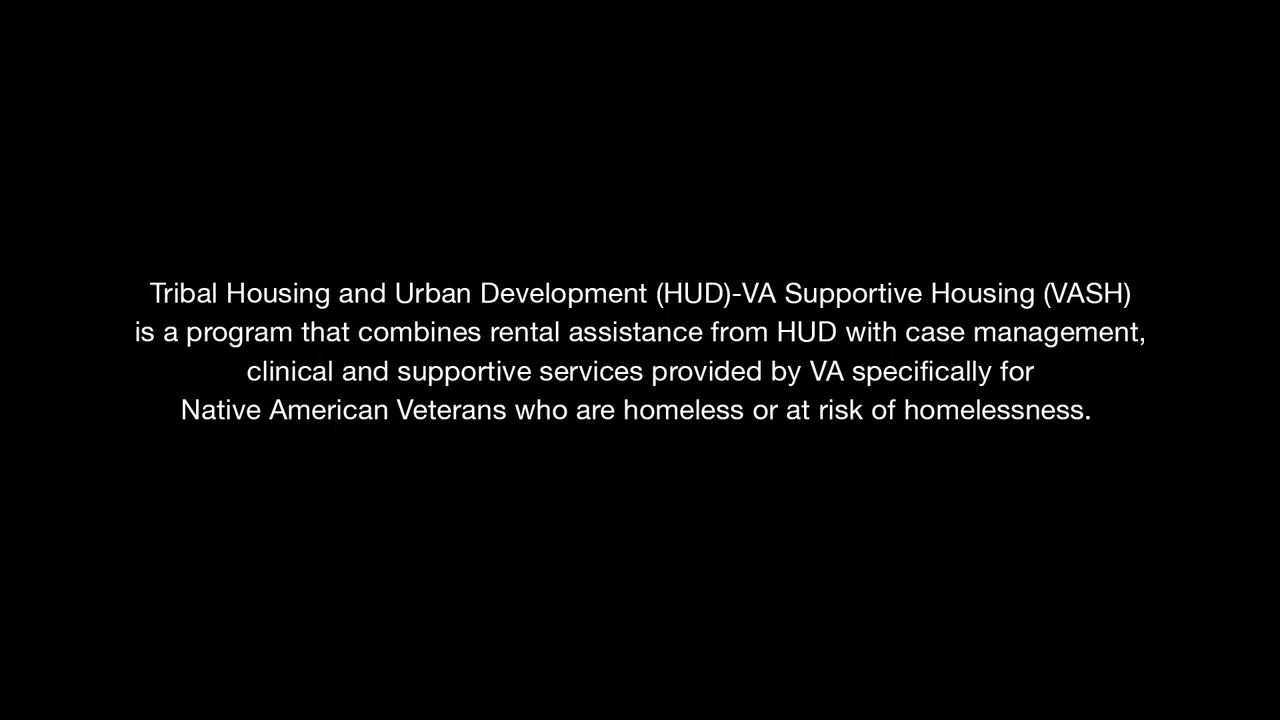 Tribal Housing and Urban Development (HUD)-VA Supportive Housing (VASH)
is a program that combines rental assistance from HUD with case management,
clinical and supportive services provided by VA specifically for
Native American Veterans who are homeless or at risk of homelessness.